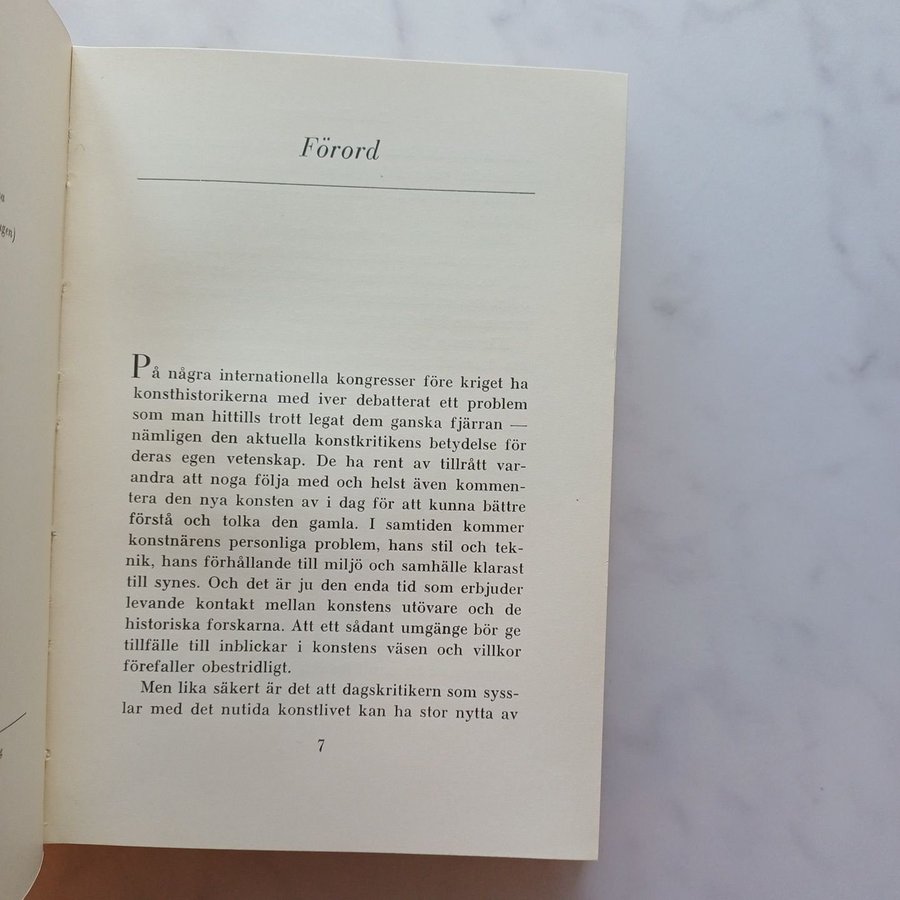 Förord
På några internationella kongresser före kriget ha
konsthistorikerna med iver debatterat ett problem
som man hittills trott legat dem ganska fjärran —
nämligen den aktuella konstkritikens betydelse för
deras egen vetenskap. De ha rent av tillrått var-
andra att noga följa med och helst även kommen-
tera den nya konsten av i dag för att kunna bättre
förstå och tolka den gamla. I samtiden kommer
konstnärens personliga problem, hans stil och tek-
nik, hans förhållande till miljö och samhälle klarast
till synes. Och det är ju den enda tid som erbjuder
levande kontakt mellan konstens utövare och de
historiska forskarna. Att ett sådant umgänge bör ge
tillfälle till inblickar i konstens väsen och villkor
förefaller obestridligt.
Men lika säkert är det att dagskritikern som syss-
lar med det nutida konstlivet kan ha stor nytta av
7